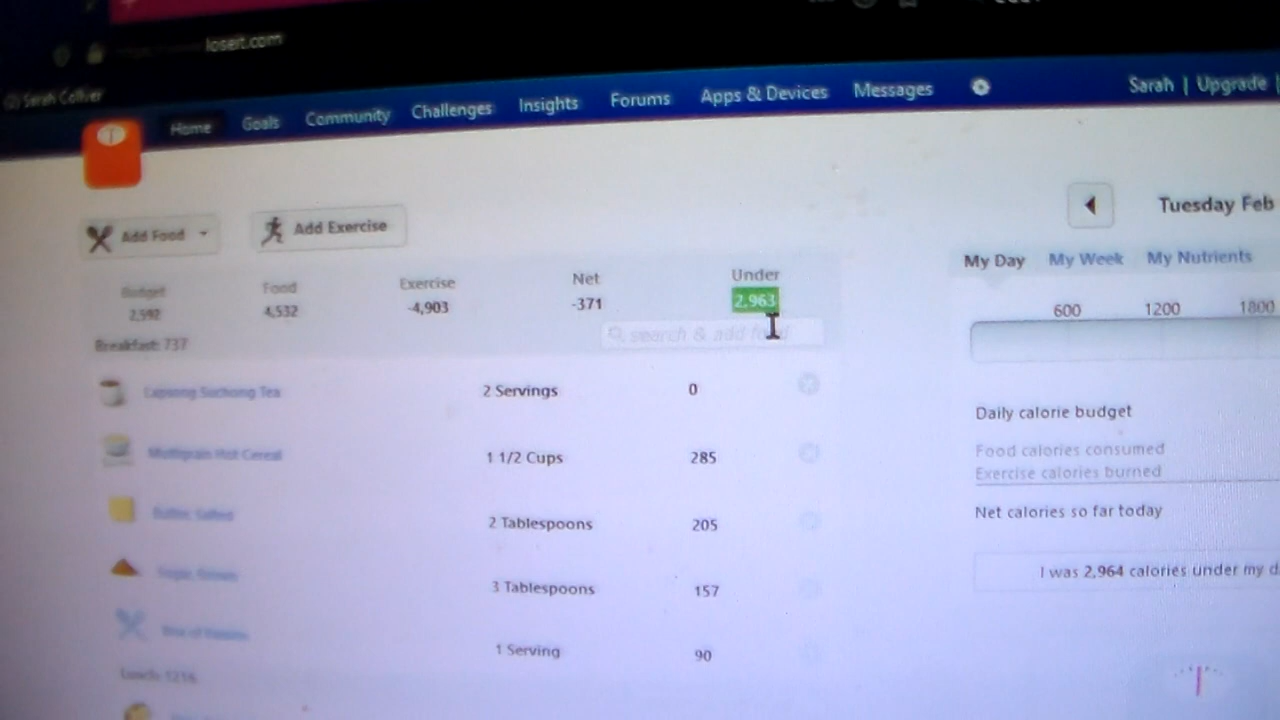 loseit.com
Sarah Collver
Home Goals Community Challenges Insights Forums Apps & Devices Messages Sarah | Upgrade |
Add Food Add Exercise
Tuesday Feb
My Day My Week My Nutrients
Budget Food Exercise Net Under
2,592 4,532 -4,903 -371 2,963
600 1200 1800
Breakfast: 737 search & add food
Lapsang Suchong Tea 2 Servings 0
Multigrain Hot Cereal 1 1/2 Cups 285
Butter, Salted 2 Tablespoons 205
3 Tablespoons 157
Box of Raisins 1 Serving 90
Lunch: 1216
Daily calorie budget
Food calories consumed
Exercise calories burned
Net calories so far today
I was 2,964 calories under my d